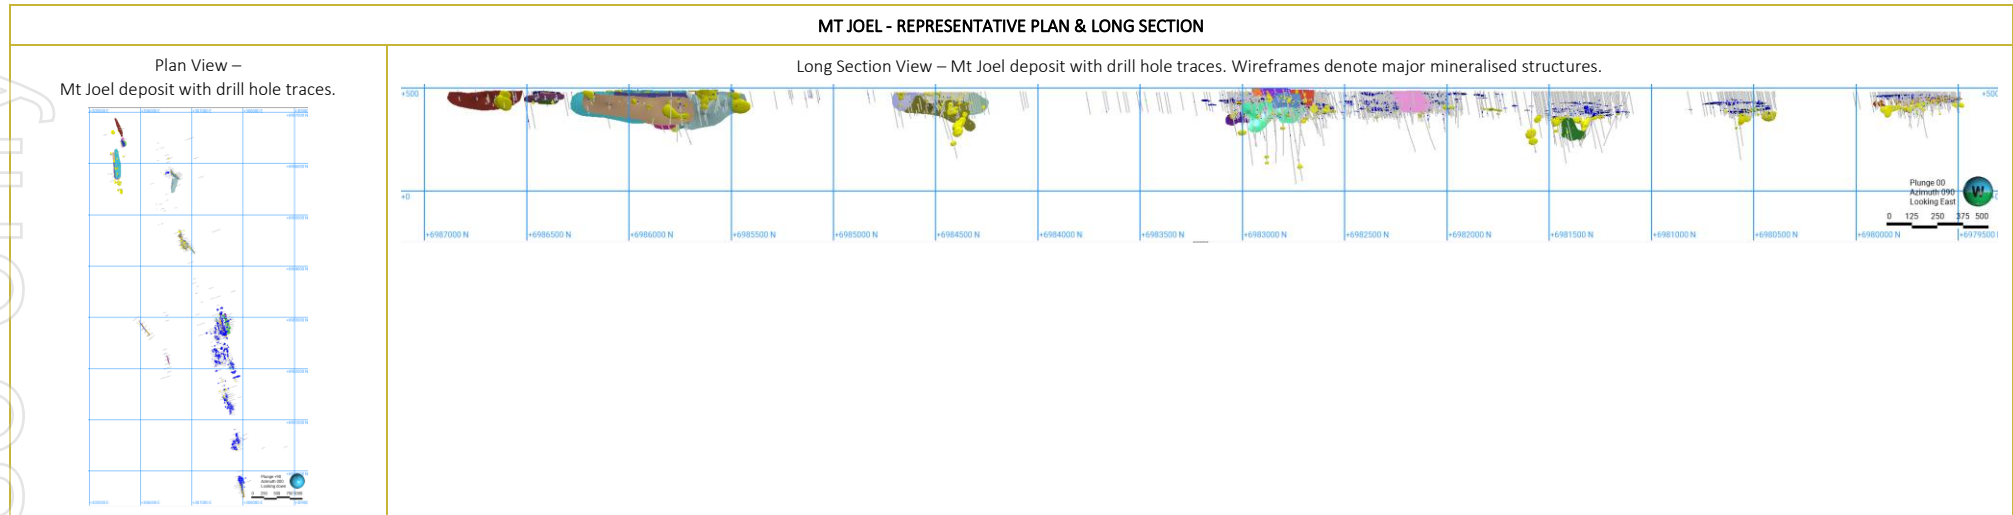 MT JOEL - REPRESENTATIVE PLAN & LONG SECTION
Plan View –
Mt Joel deposit with drill hole traces.
Long Section View – Mt Joel deposit with drill hole traces. Wireframes denote major mineralised structures.
+500
+0
Plunge 00
Azimuth 090
Looking East
W
0 125 250 375 500
+6987000 N
+6986500 N
+6986000 N
+6985500 N
+6985000 N
+6984500 N
+6984000 N
+6983500 N
+6983000 N
+6982500 N
+6982000 N
+6981500 N
+6981000 N
+6980500 N
+6980000 N
+6979500